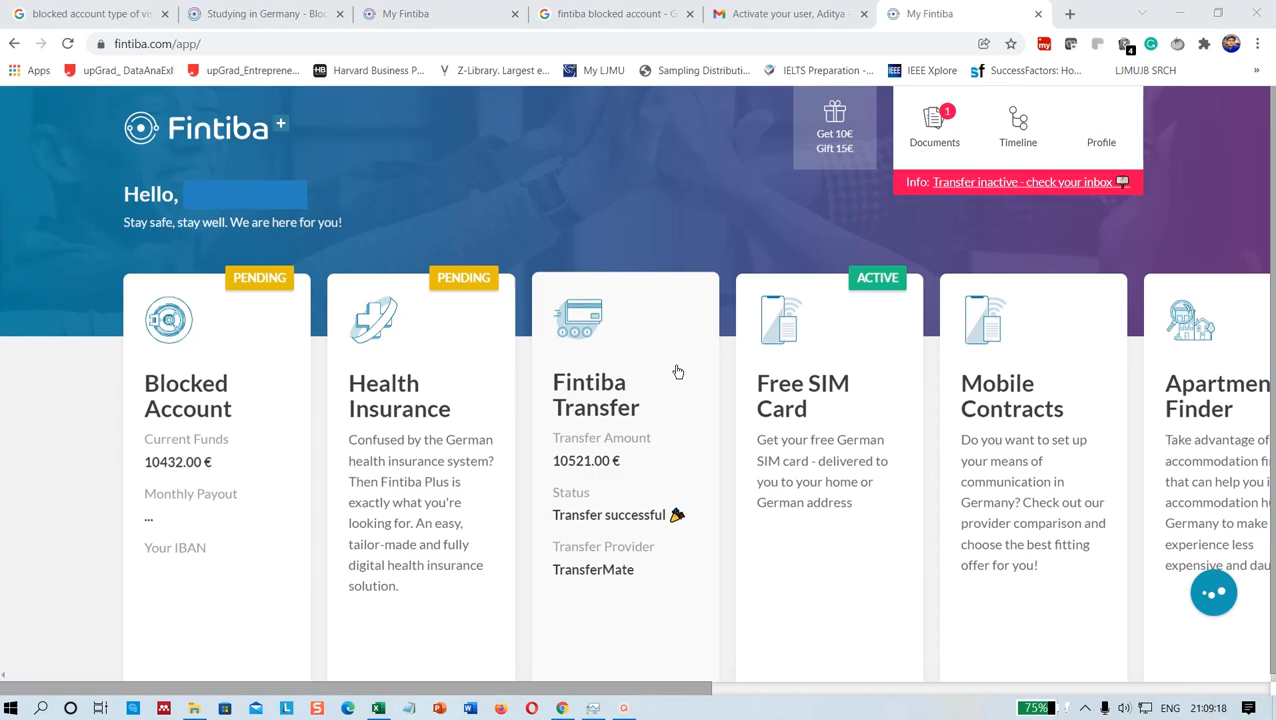 blocked account type of vis
Studying in Germany - Blo
My Fintiba
fintiba blocked account - G
Activate your user, Aditya -
My Fintiba
fintiba.com/app/
4
Apps
upGrad_ DataAnaExl
upGrad_Entrepre...
Harvard Business P...
Z-Library. Largest e...
My LJMU
Sampling Distributi...
IELTS Preparation -...
IEEE Xplore
SuccessFactors: Ho...
LJMUJB SRCH
»
Fintiba +
Get 10€
Gift 15€
1
Documents
Timeline
Profile
Info: Transfer inactive - check your inbox
Hello,
Stay safe, stay well. We are here for you!
PENDING
Blocked
Account
Current Funds
10432.00 €
Monthly Payout
...
Your IBAN
PENDING
Health
Insurance
Confused by the German
health insurance system?
Then Fintiba Plus is
exactly what you're
looking for. An easy,
tailor-made and fully
digital health insurance
solution.
Fintiba
Transfer
Transfer Amount
10521.00 €
Status
Transfer successful
Transfer Provider
TransferMate
ACTIVE
Free SIM
Card
Get your free German
SIM card - delivered to
you to your home or
German address
Mobile
Contracts
Do you want to set up
your means of
communication in
Germany? Check out our
provider comparison and
choose the best fitting
offer for you!
Apartmen
Finder
Take advantage of
accommodation fi
that can help you i
accommodation hu
Germany to make
experience less
expensive and dau
75%
ENG
21:09:18